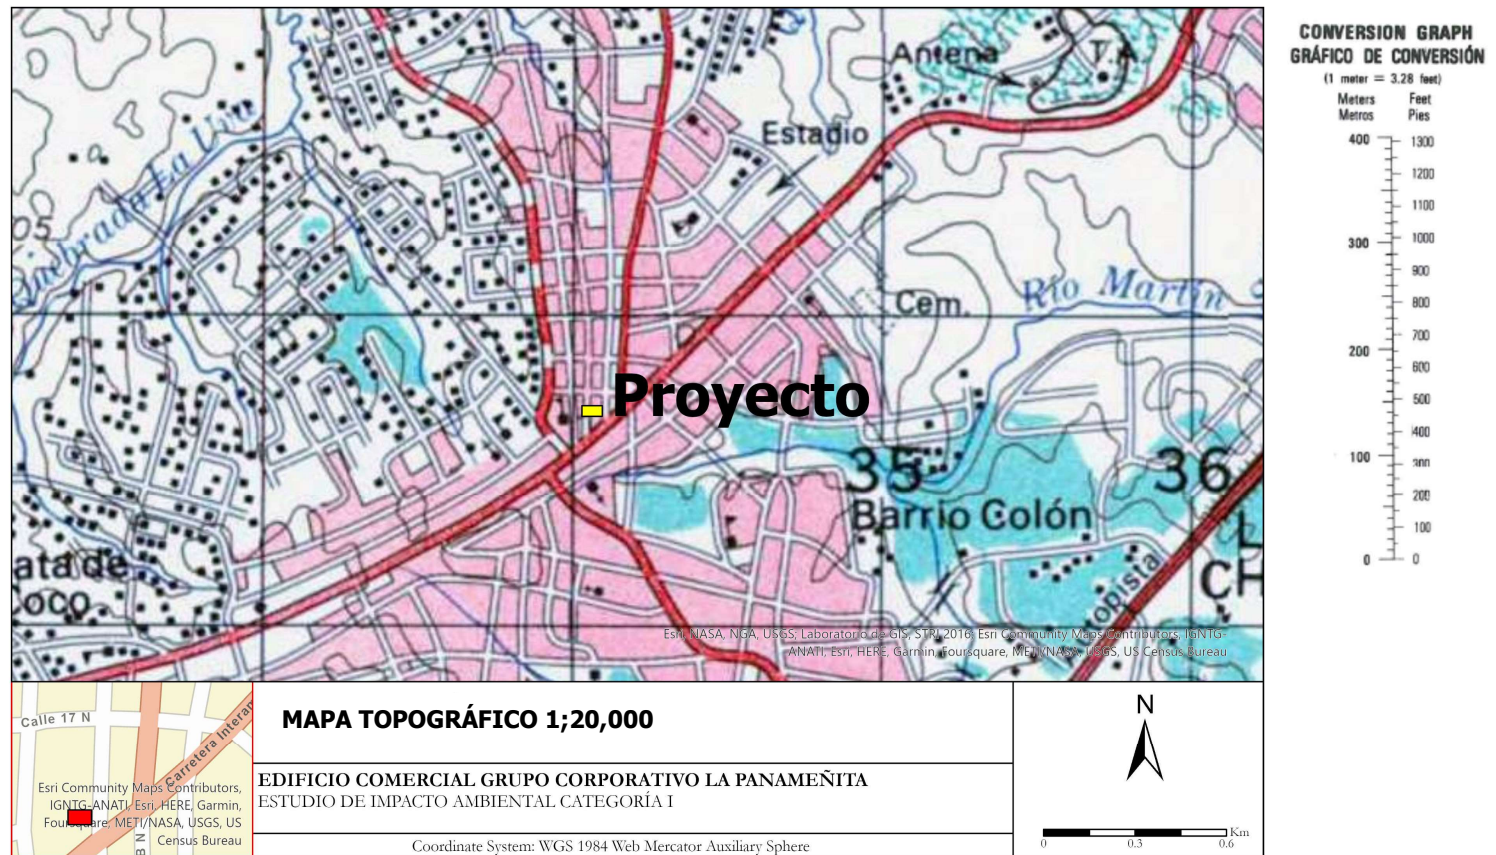 Antena
T.A.
Estadio
Quebrada La
05
Río Martín
Cem.
Proyecto
35
36
Barrio Colón
ata de
oco
CH
Esri, NASA, NGA, USGS; Laboratorio de GIS, STRI 2016; Esri Community Maps Contributors, IGNTG-
ANATI, Esri, HERE, Garmin, Foursquare, METI/NASA, USGS, US Census Bureau
CONVERSION GRAPH
GRÁFICO DE CONVERSIÓN
(1 meter = 3.28 feet)
Meters Feet
Metros Pies
400 1300
1200
1100
300 1000
900
800
700
200 600
500
400
100 300
200
100
0 0
Calle 17 N
Carretera Interam
B N
Esri Community Maps Contributors,
IGNTG-ANATI, Esri, HERE, Garmin,
Foursquare, METI/NASA, USGS, US
Census Bureau
MAPA TOPOGRÁFICO 1;20,000
EDIFICIO COMERCIAL GRUPO CORPORATIVO LA PANAMEÑITA
ESTUDIO DE IMPACTO AMBIENTAL CATEGORÍA I
Coordinate System: WGS 1984 Web Mercator Auxiliary Sphere
N
Km
0 0.3 0.6